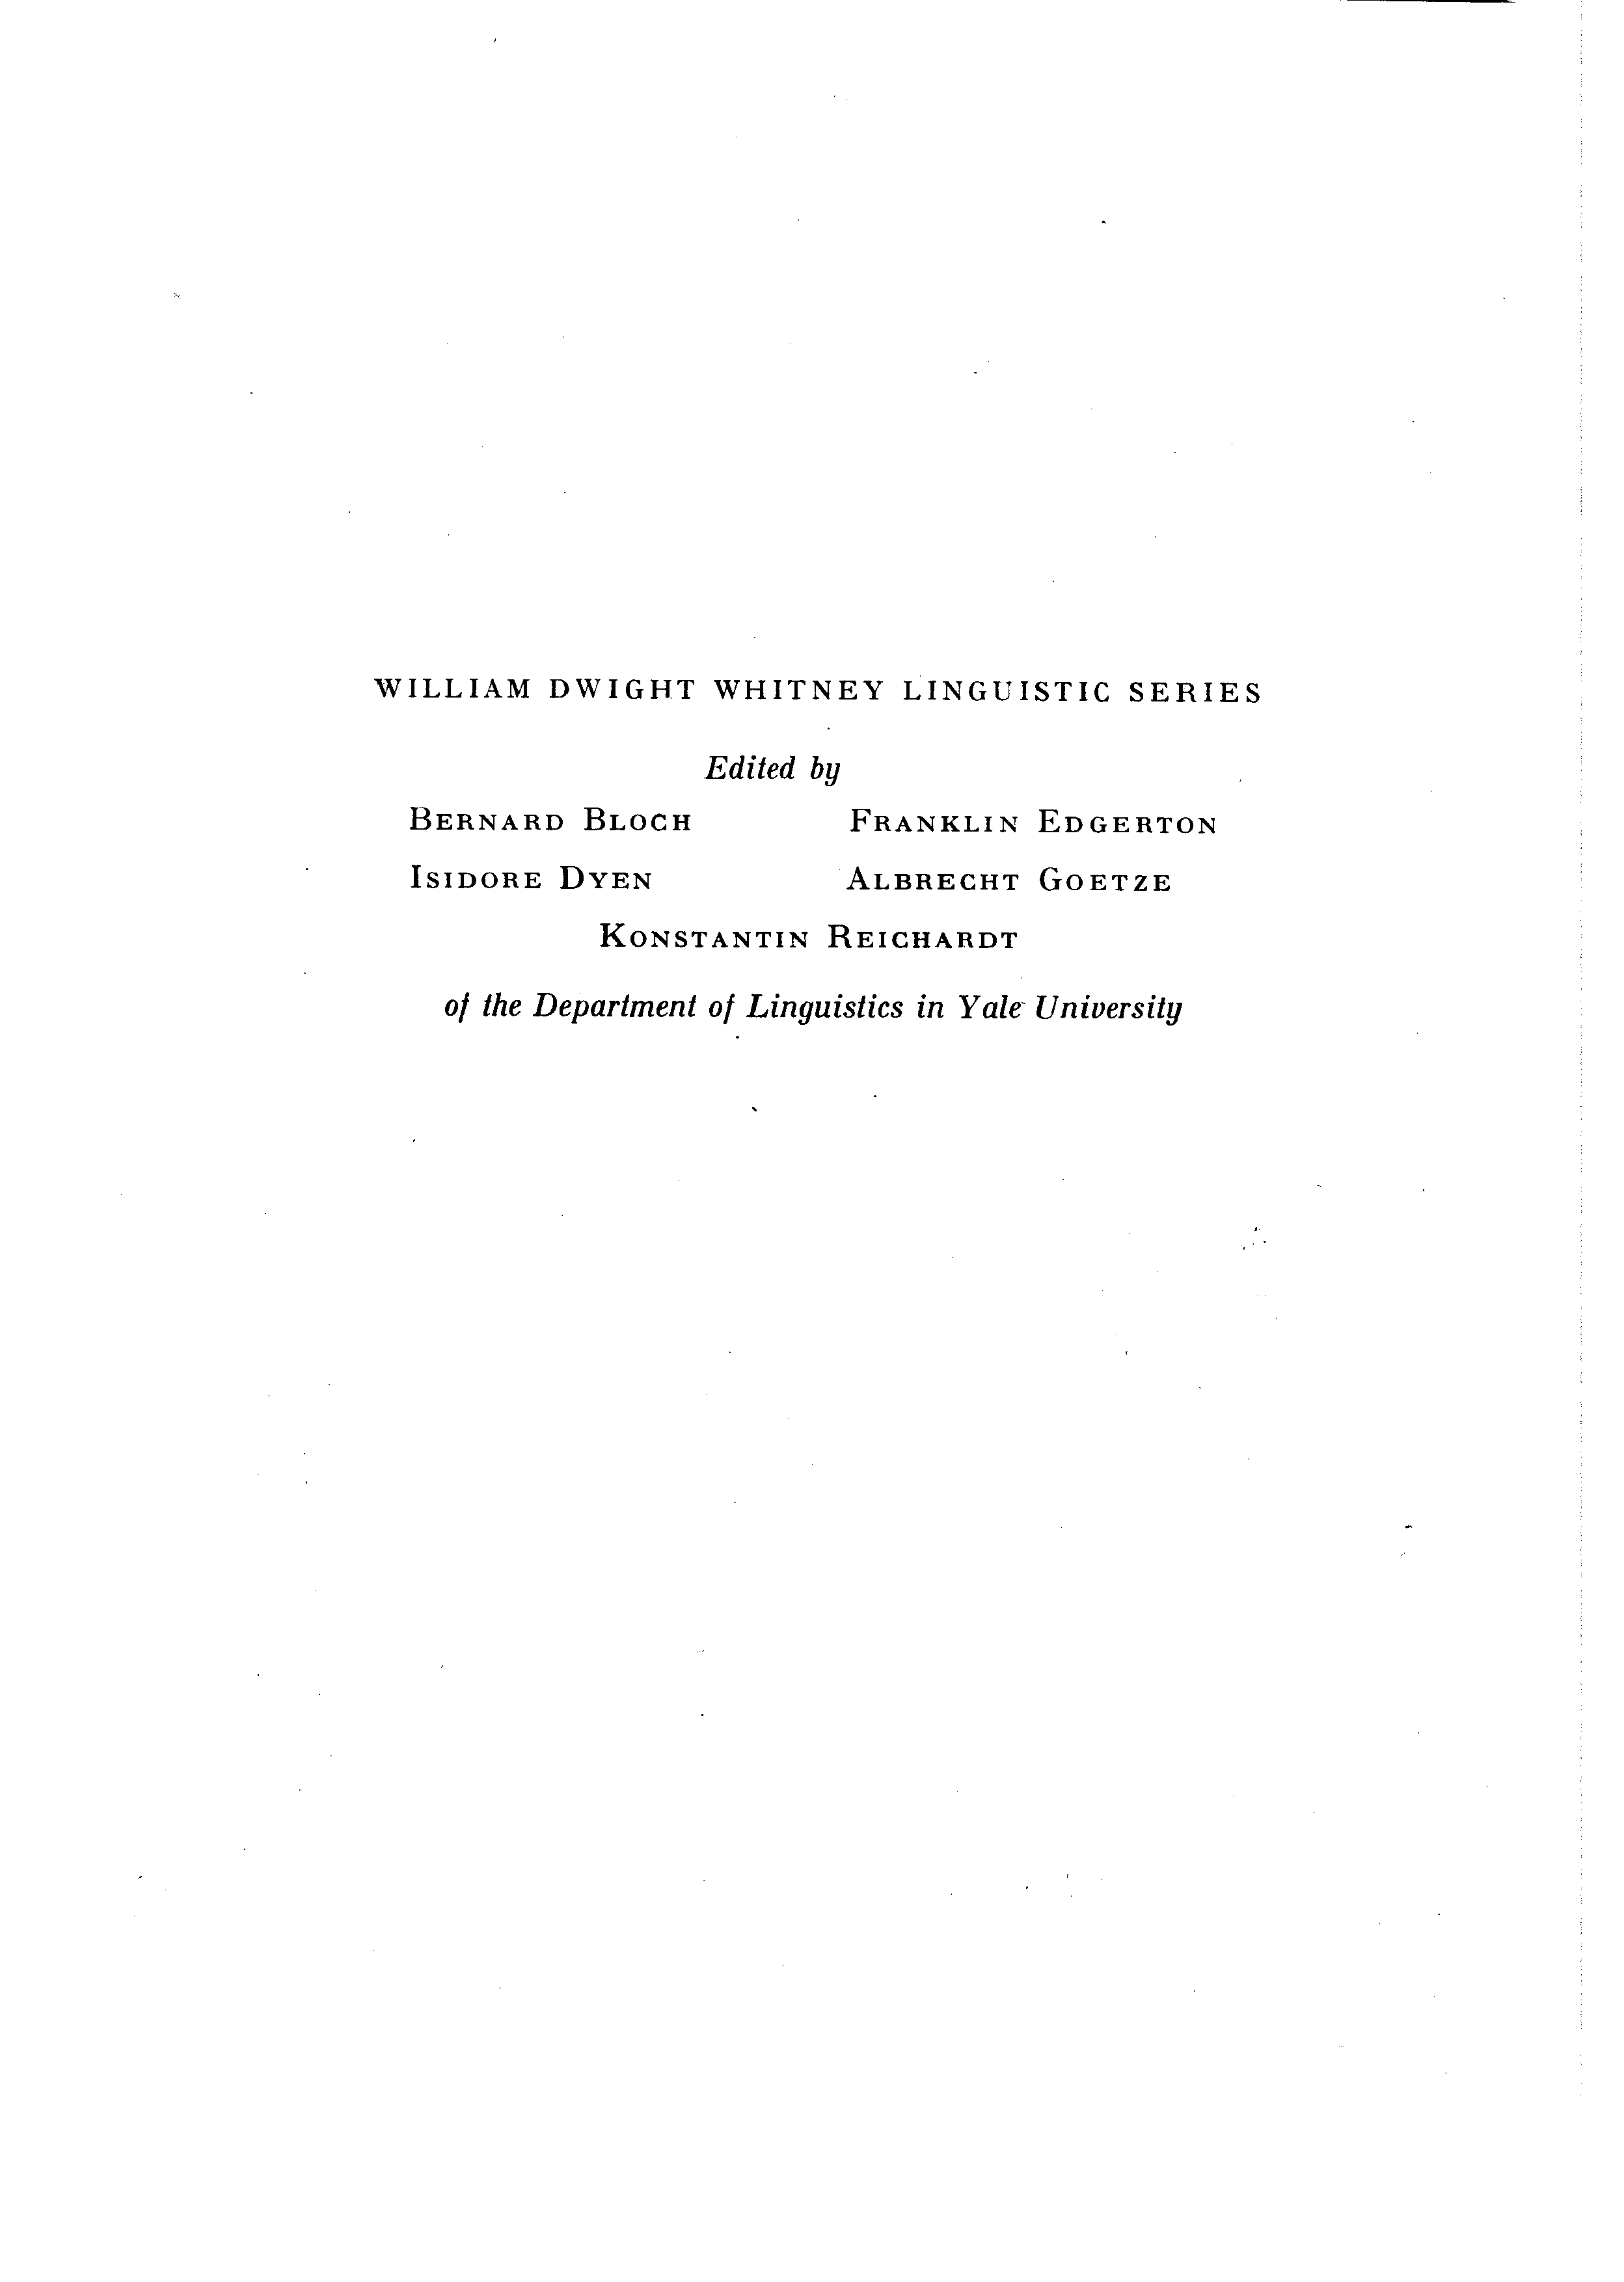 WILLIAM DWIGHT WHITNEY LINGUISTIC SERIES
Edited by
BERNARD BLOCH FRANKLIN EDGERTON
ISIDORE DYEN ALBRECHT GOETZE
KONSTANTIN REICHARDT
of the Department of Linguistics in Yale University